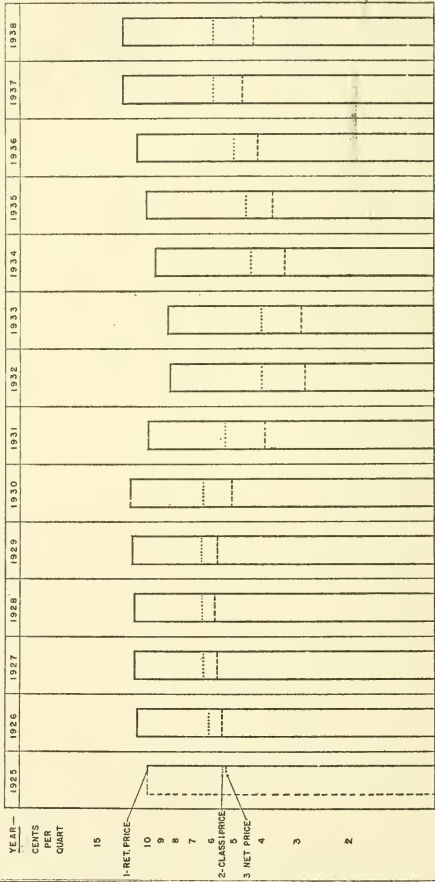 YEAR—
1925 1926 1927 1928 1929 1930 1931 1932 1933 1934 1935 1936 1937 1938
CENTS
PER
QUART
15
1-RET. PRICE
10
9
8
7
6
2-CLASS I PRICE
5
3 NET PRICE
4
3
2